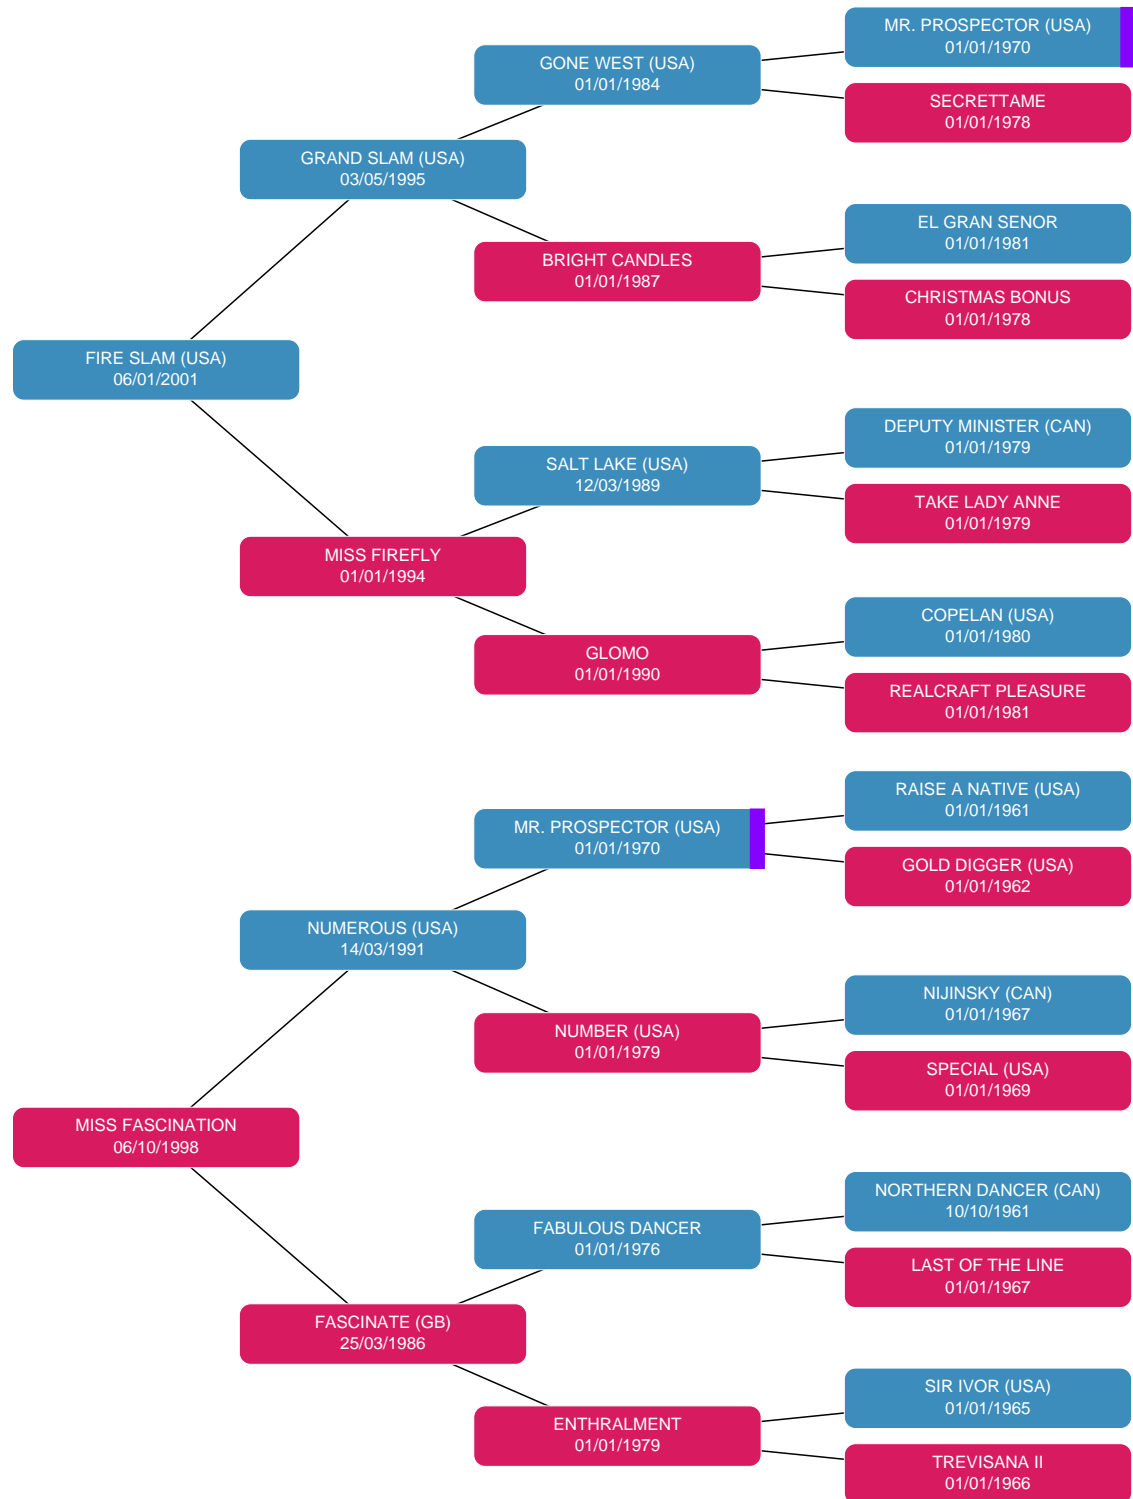 MR. PROSPECTOR (USA)
01/01/1970
GONE WEST (USA)
01/01/1984
SECRETTAME
01/01/1978
GRAND SLAM (USA)
03/05/1995
EL GRAN SENOR
01/01/1981
BRIGHT CANDLES
01/01/1987
CHRISTMAS BONUS
01/01/1978
FIRE SLAM (USA)
06/01/2001
DEPUTY MINISTER (CAN)
01/01/1979
SALT LAKE (USA)
12/03/1989
TAKE LADY ANNE
01/01/1979
MISS FIREFLY
01/01/1994
COPELAN (USA)
01/01/1980
GLOMO
01/01/1990
REALCRAFT PLEASURE
01/01/1981
RAISE A NATIVE (USA)
01/01/1961
MR. PROSPECTOR (USA)
01/01/1970
GOLD DIGGER (USA)
01/01/1962
NUMEROUS (USA)
14/03/1991
NIJINSKY (CAN)
01/01/1967
NUMBER (USA)
01/01/1979
SPECIAL (USA)
01/01/1969
MISS FASCINATION
06/10/1998
NORTHERN DANCER (CAN)
10/10/1961
FABULOUS DANCER
01/01/1976
LAST OF THE LINE
01/01/1967
FASCINATE (GB)
25/03/1986
SIR IVOR (USA)
01/01/1965
ENTHRALMENT
01/01/1979
TREVISANA II
01/01/1966